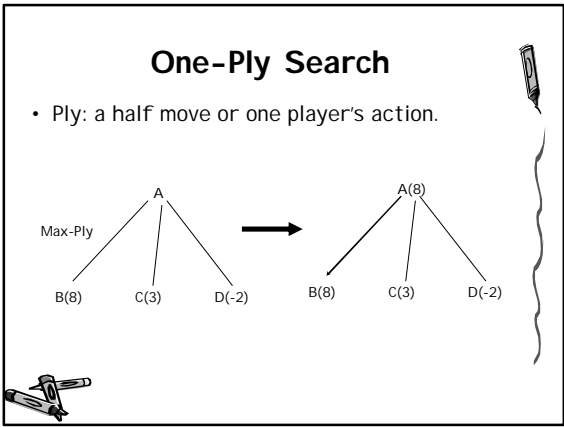 One-Ply Search
• Ply: a half move or one player's action.
A
A(8)
Max-Ply
B(8) C(3) D(-2)
B(8) C(3) D(-2)